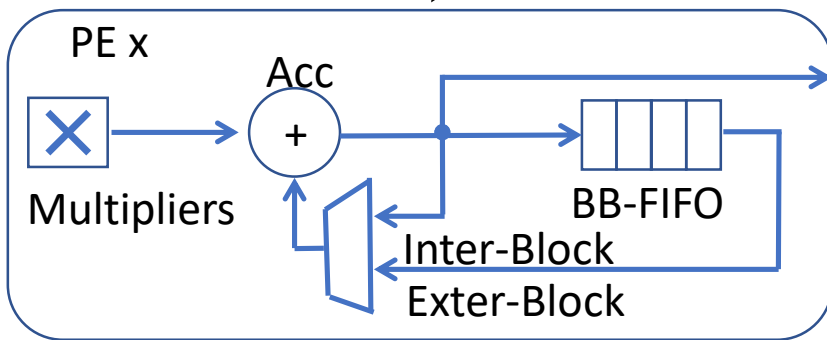 PE x
Acc
+
Multipliers
BB-FIFO
Inter-Block
Exter-Block